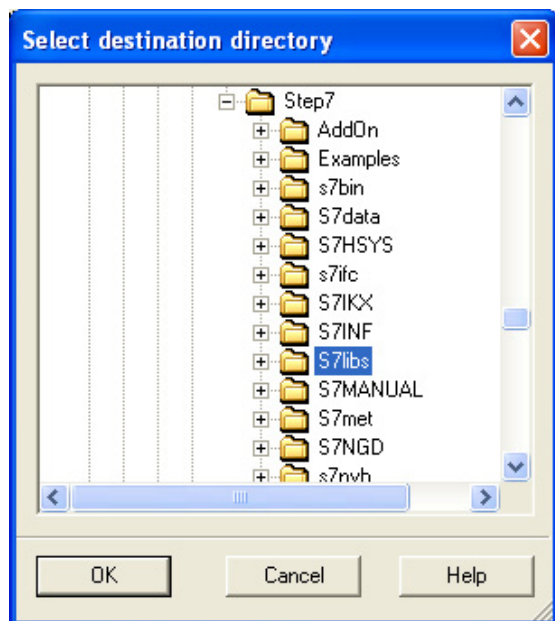 Select destination directory
Step7
AddOn
Examples
s7bin
S7data
S7HSYS
s7ifc
S7IKX
S7INF
S7libs
S7MANUAL
S7met
S7NGD
OK
Cancel
Help